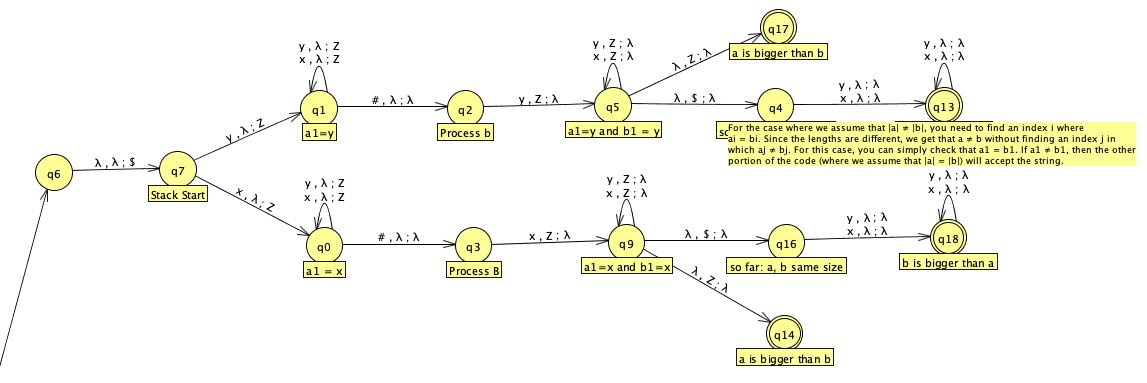 q17
a is bigger than b
y , λ ; Z
x , λ ; Z
y , Z ; λ
x , Z ; λ
λ , Z ; λ
y , λ ; λ
x , λ ; λ
q1
a1=y
# , λ ; λ
q2
Process b
y , Z ; λ
q5
a1=y and b1 = y
λ , $ ; λ
q4
y , λ ; λ
x , λ ; λ
q13
For the case where we assume that |a| ≠ |b|, you need to find an index i where
ai = bi. Since the lengths are different, we get that a ≠ b without finding an index j in
which aj ≠ bj. For this case, you can simply check that a1 = b1. If a1 ≠ b1, then the other
portion of the code (where we assume that |a| = |b|) will accept the string.
y , λ ; Z
q6
λ , λ ; $
q7
Stack Start
x , λ ; Z
y , λ ; Z
x , λ ; Z
y , Z ; λ
x , Z ; λ
y , λ ; λ
x , λ ; λ
q0
a1 = x
# , λ ; λ
q3
Process B
x , Z ; λ
q9
a1=x and b1=x
λ , $ ; λ
q16
so far: a, b same size
y , λ ; λ
x , λ ; λ
q18
b is bigger than a
λ , Z ; λ
q14
a is bigger than b